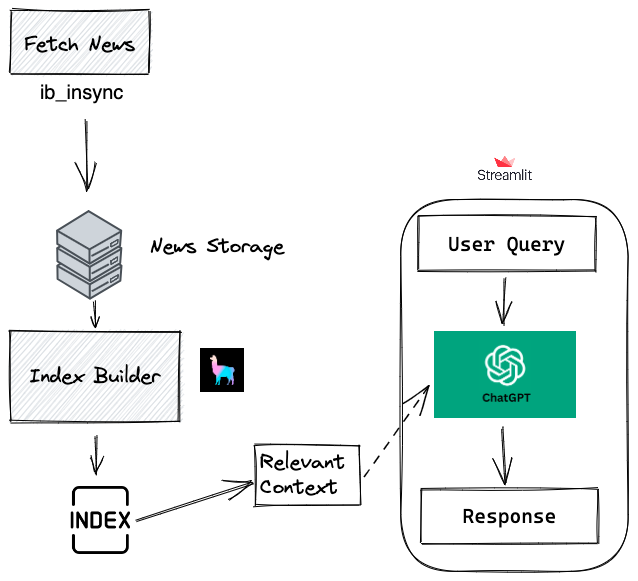 Fetch News
ib_insync
News Storage
Index Builder
INDEX
Relevant
Context
Streamlit
User Query
ChatGPT
Response